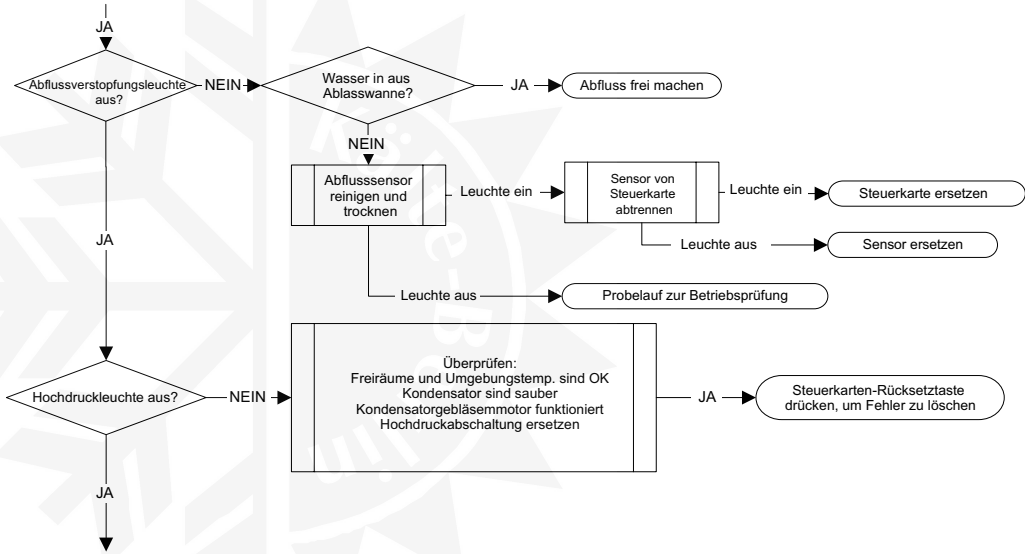 JA
Abflussverstopfungsleuchte
aus?
NEIN
Wasser in aus
Ablasswanne?
JA
Abfluss frei machen
NEIN
Abflusssensor
reinigen und
trocknen
Leuchte ein
Sensor von
Steuerkarte
abtrennen
Leuchte ein
Steuerkarte ersetzen
Leuchte aus
Sensor ersetzen
Leuchte aus
Probelauf zur Betriebsprüfung
JA
Hochdruckleuchte aus?
NEIN
Überprüfen:
Freiräume und Umgebungstemp. sind OK
Kondensator sind sauber
Kondensatorgebläsemmotor funktioniert
Hochdruckabschaltung ersetzen
JA
Steuerkarten-Rücksetztaste
drücken, um Fehler zu löschen
JA